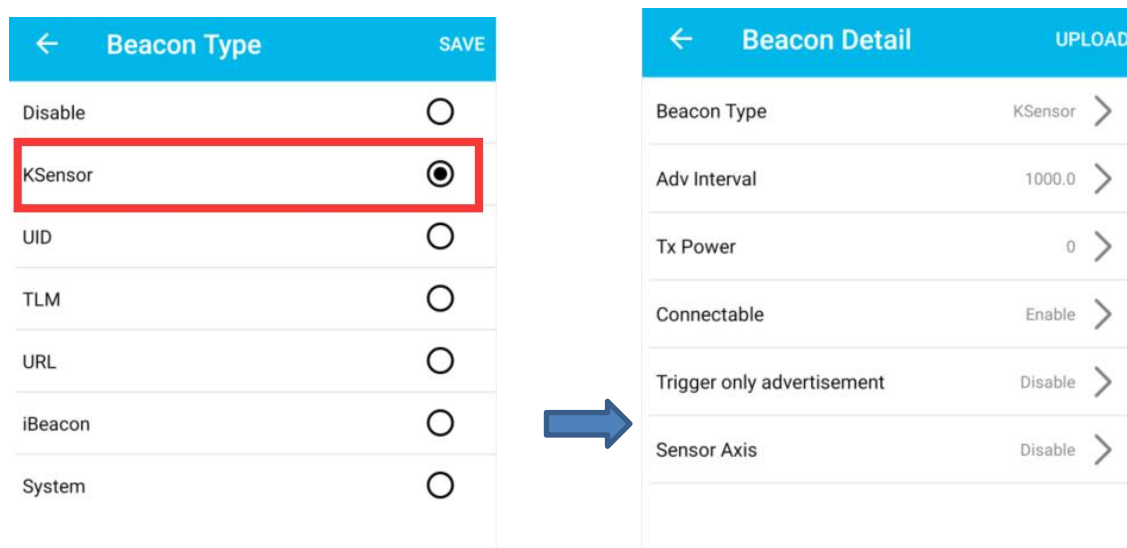 Beacon Type SAVE
Disable
KSensor
UID
TLM
URL
iBeacon
System
Beacon Detail UPLOAD
Beacon Type KSensor
Adv Interval 1000.0
Tx Power 0
Connectable Enable
Trigger only advertisement Disable
Sensor Axis Disable